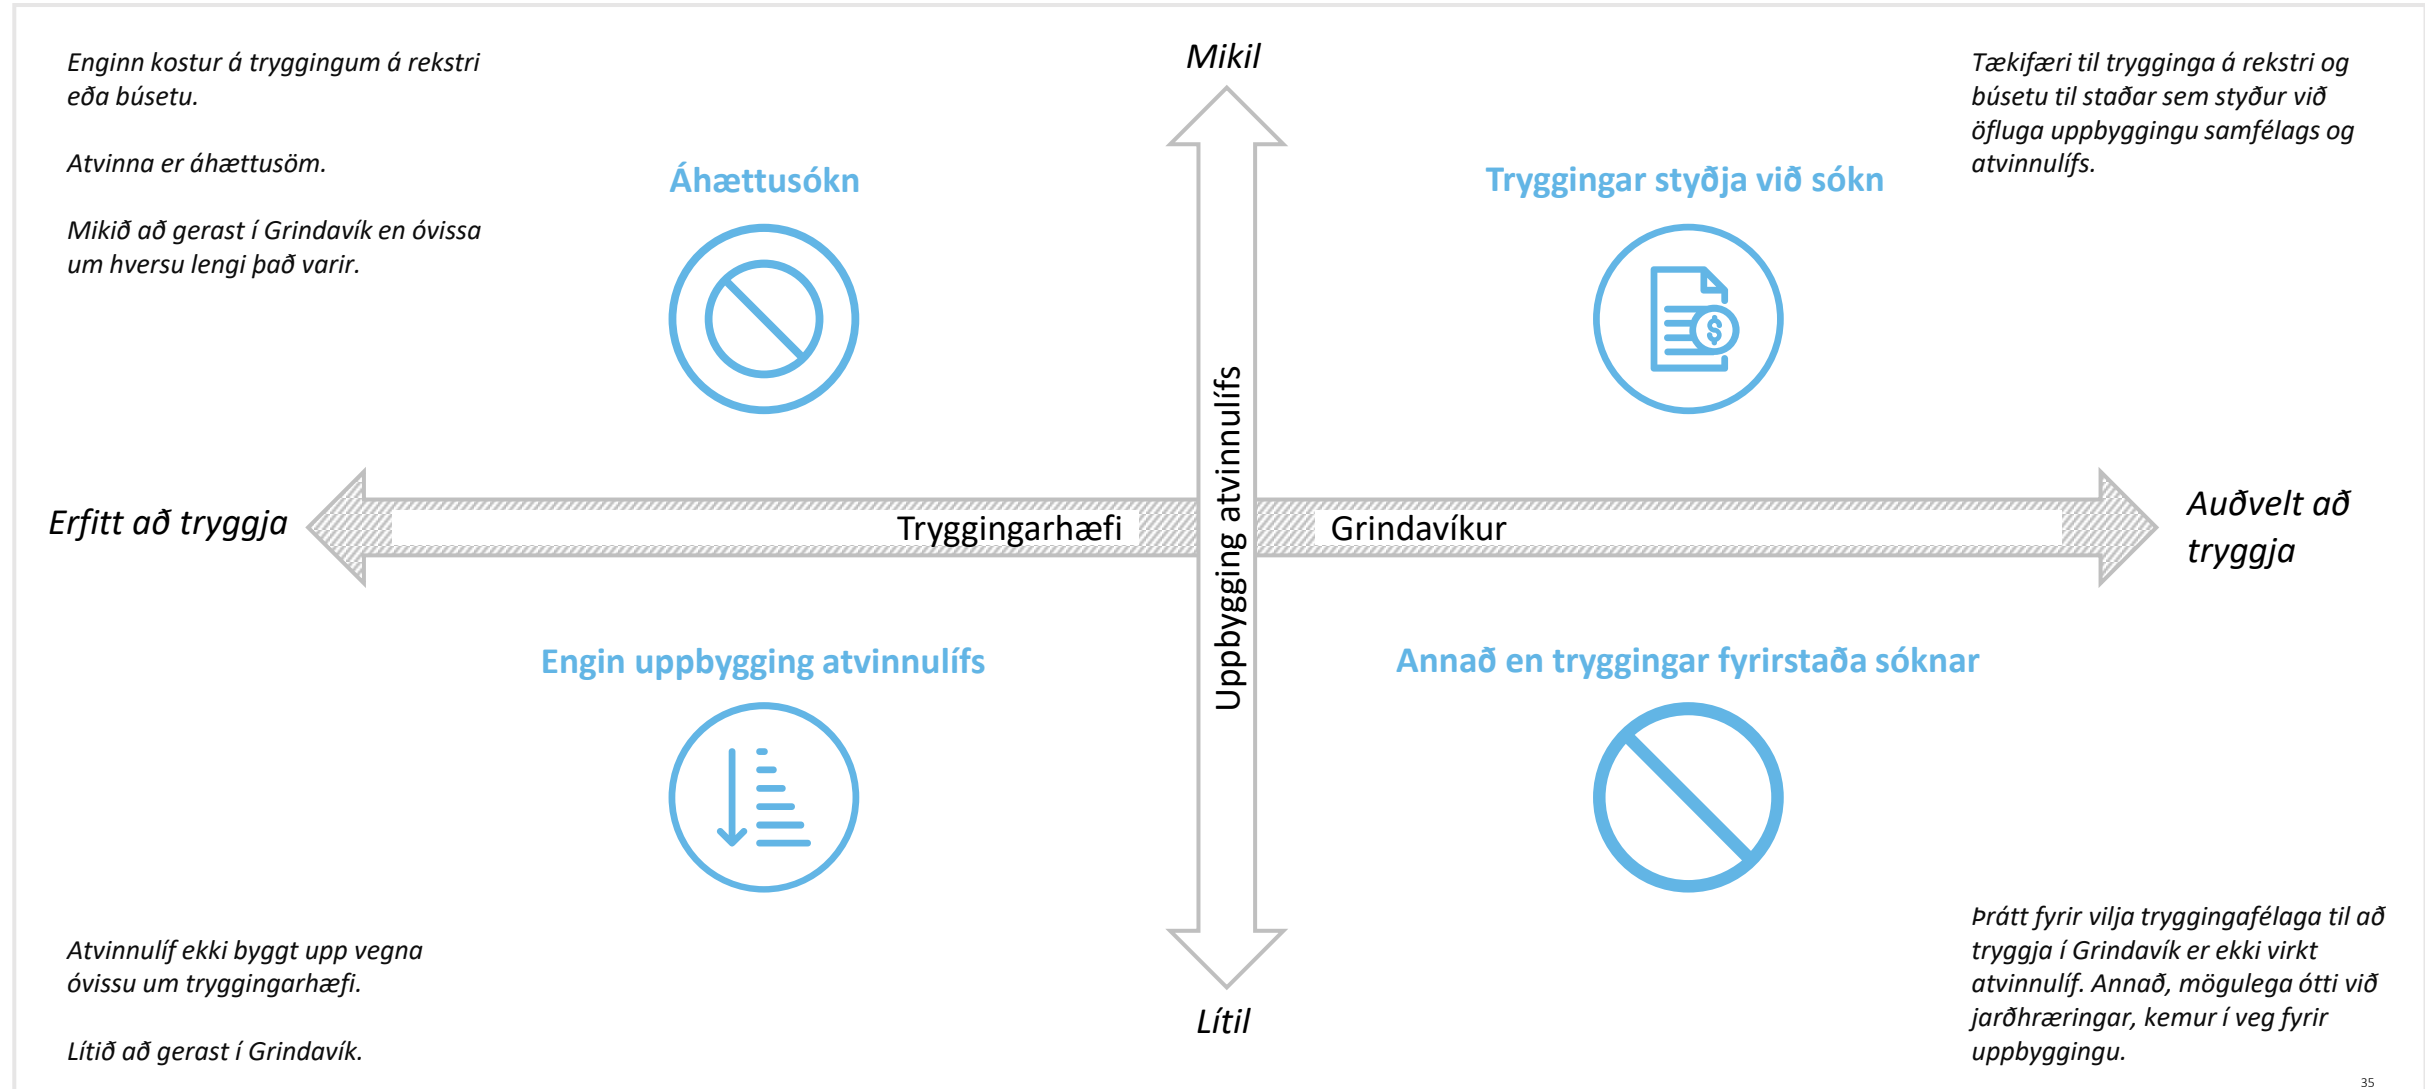 Mikil
Enginn kostur á tryggingum á rekstri
eða búsetu.
Atvinna er áhættusöm.
Mikið að gerast í Grindavík en óvissa
um hversu lengi það varir.
Áhættusókn
Tækifæri til trygginga á rekstri og
búsetu til staðar sem styður við
öfluga uppbyggingu samfélags og
atvinnulífs.
Tryggingar styðja við sókn
$
Erfitt að tryggja
Tryggingarhæfi
Grindavíkur
Uppbygging atvinnulífs
Auðvelt að
tryggja
Engin uppbygging atvinnulífs
Atvinnulíf ekki byggt upp vegna
óvissu um tryggingarhæfi.
Lítið að gerast í Grindavík.
Annað en tryggingar fyrirstaða sóknar
Þrátt fyrir vilja tryggingafélaga til að
tryggja í Grindavík er ekki virkt
atvinnulíf. Annað, mögulega ótti við
jarðhræringar, kemur í veg fyrir
uppbyggingu.
Lítil
35